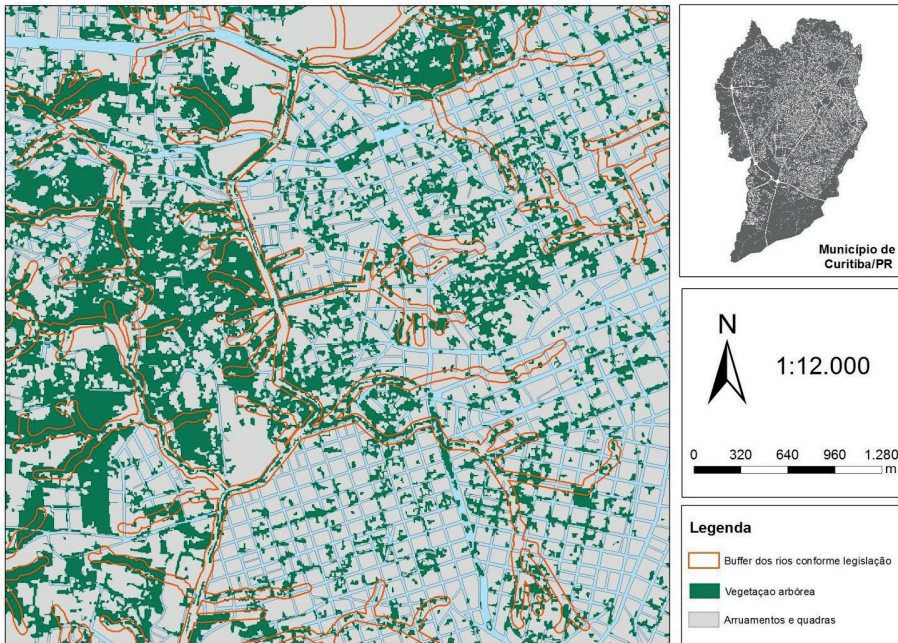 Município de
Curitiba/PR
N
1:12.000
0 320 640 960 1.280
m
Legenda
Buffer dos rios conforme legislação
Vegetaçao arbórea
Arruamentos e quadras